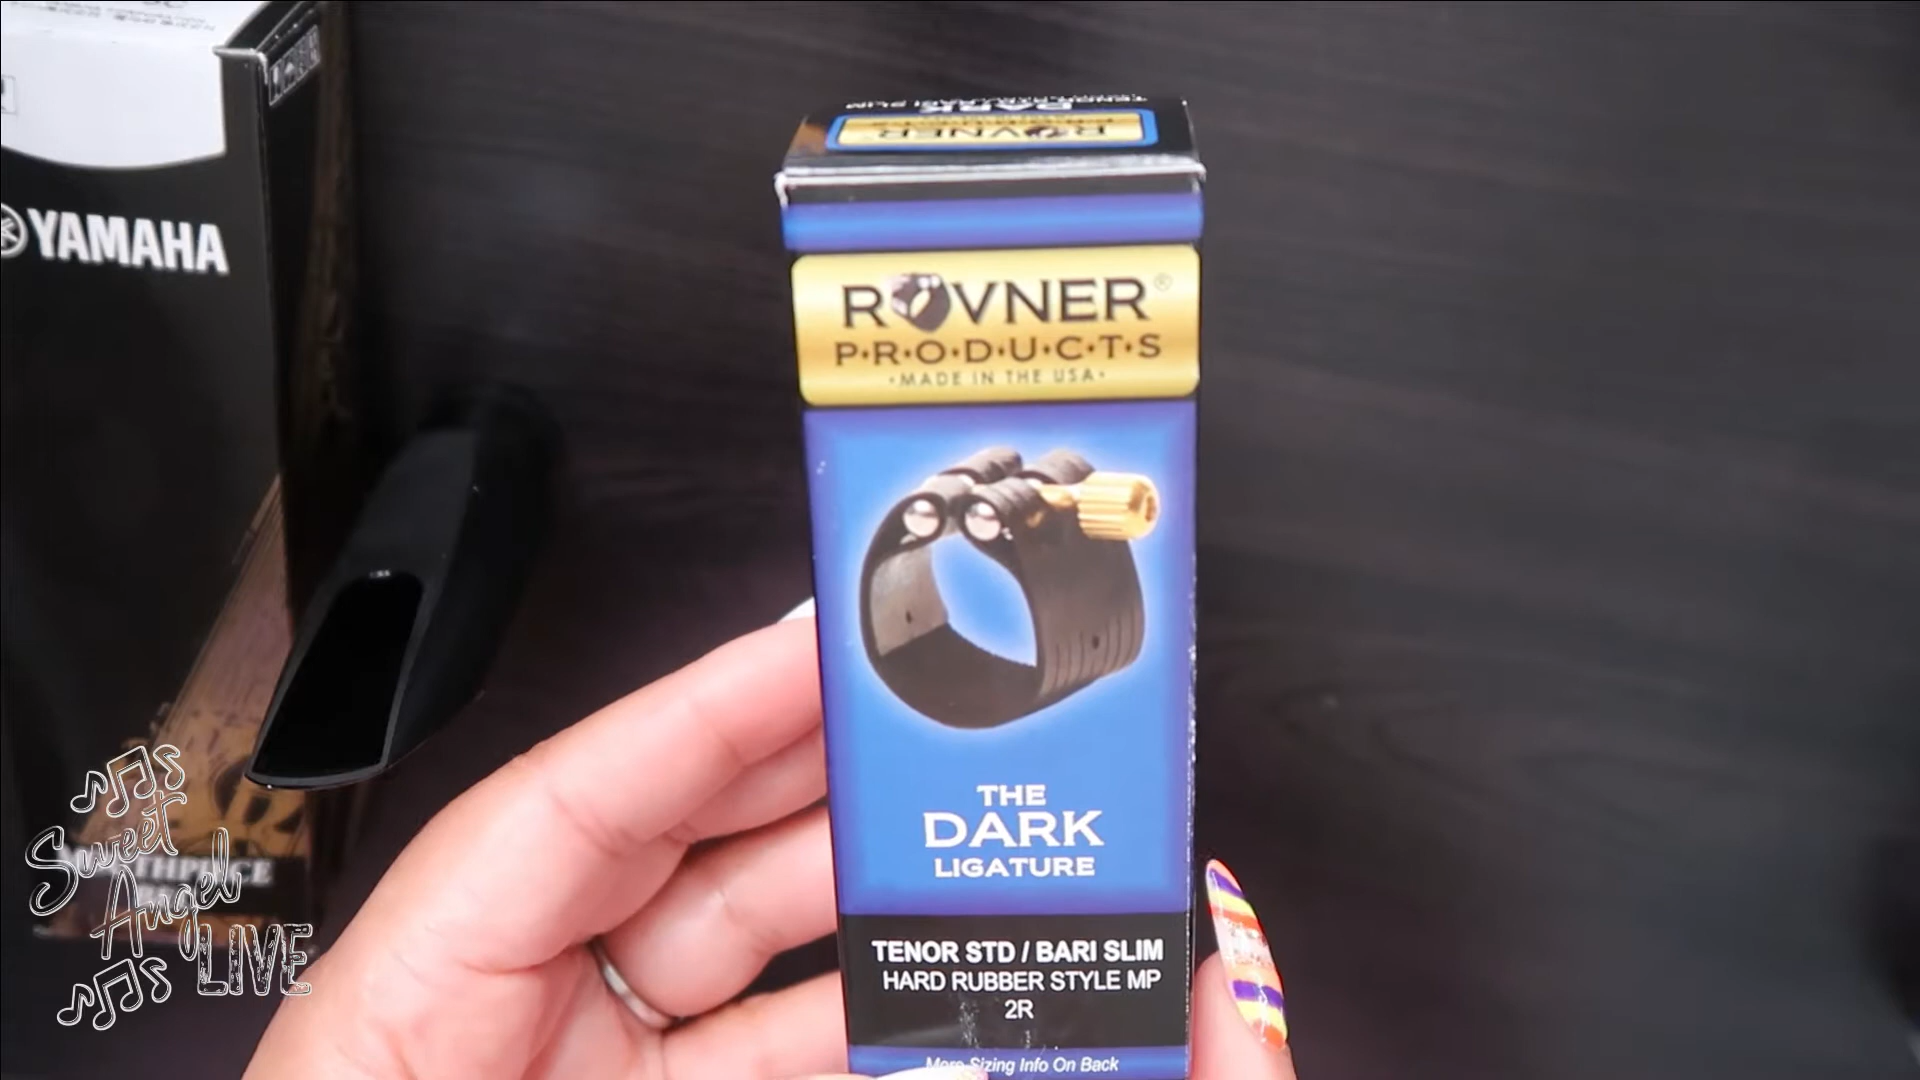 YAMAHA
ROVNER
ROVNER®
P·R·O·D·U·C·T·S
·MADE IN THE USA·
THE
DARK
LIGATURE
TENOR STD / BARI SLIM
HARD RUBBER STYLE MP
2R
More Sizing Info On Back
Sweet
Angel
LIVE